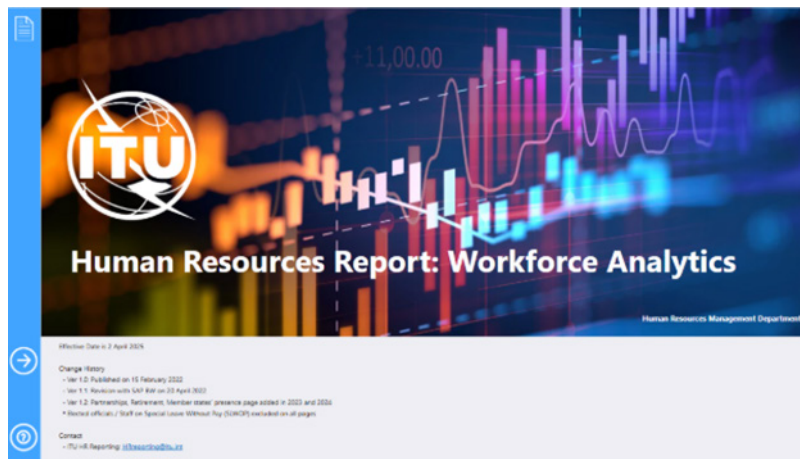 +11,00.00
ITU
Human Resources Report: Workforce Analytics
Human Resources Management Department
Effective Date is 2 April 2025
Change History
- Ver 1.0: Published on 15 February 2022
- Ver 1.1: Revision with SAP BW on 20 April 2022
- Ver 1.2: Partnerships, Retirement, Member states' presence page added in 2023 and 2024
* Elected officials / Staff on Special Leave Without Pay (SLWOP) excluded on all pages
Contact
- ITU HR Reporting: HRreporting@itu.int